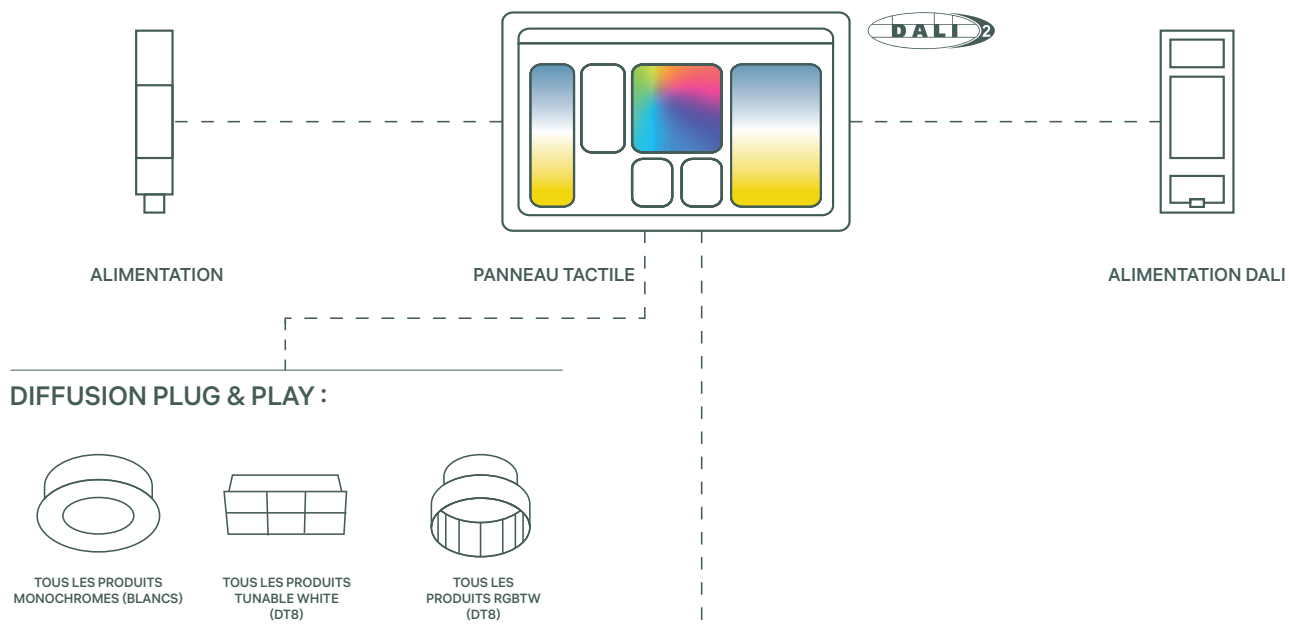 DALI 2
ALIMENTATION
PANNEAU TACTILE
ALIMENTATION DALI
DIFFUSION PLUG & PLAY :
TOUS LES PRODUITS
MONOCHROMES (BLANCS)
TOUS LES PRODUITS
TUNABLE WHITE
(DT8)
TOUS LES
PRODUITS RGBTW
(DT8)